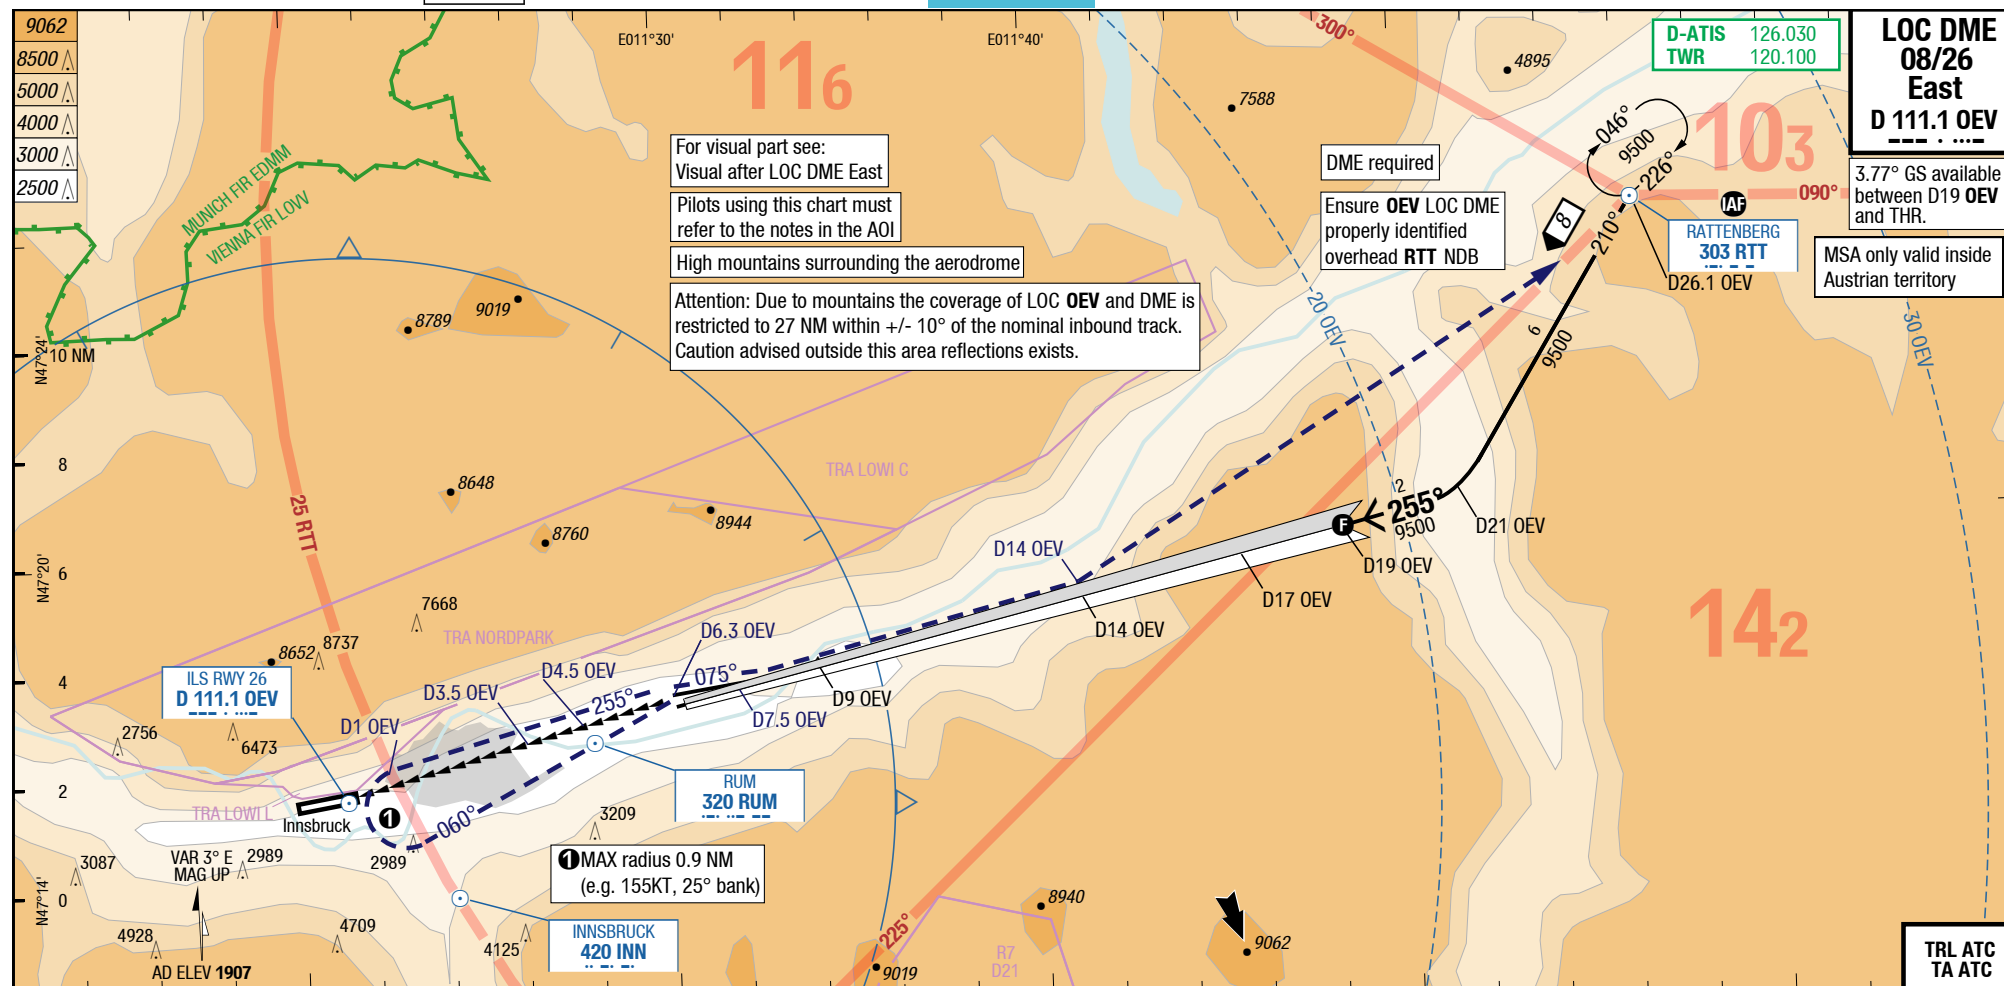 9062
8500
5000
4000
3000
2500
MUNICH FIR EDMM
VIENNA FIR LOVV
E011°30'
E011°40'
116
300°
4895
7588
D-ATIS 126.030
TWR 120.100
LOC DME
08/26
East
D 111.1 OEV
103
046°
9500
226°
3.77° GS available
between D19 OEV
and THR.
MSA only valid inside
Austrian territory
For visual part see:
Visual after LOC DME East
Pilots using this chart must
refer to the notes in the AOI
High mountains surrounding the aerodrome
Attention: Due to mountains the coverage of LOC OEV and DME is
restricted to 27 NM within +/- 10° of the nominal inbound track.
Caution advised outside this area reflections exists.
DME required
Ensure OEV LOC DME
properly identified
overhead RTT NDB
8
210°
IAF
090°
RATTENBERG
303 RTT
D26.1 OEV
20 OEV
30 OEV
6
9500
9019
8789
N47°24'
10 NM
8
6
4
2
0
N47°20'
N47°14'
25 RTT
8648
8760
8944
TRA LOWI C
2
255°
9500
D21 OEV
F
D19 OEV
D17 OEV
D14 OEV
D14 OEV
142
7668
TRA NORDPARK
8652
8737
D6.3 OEV
075°
D4.5 OEV
D3.5 OEV
255°
D9 OEV
D7.5 OEV
D1 OEV
ILS RWY 26
D 111.1 OEV
2756
6473
TRA LOWI L
Innsbruck
1
060°
RUM
320 RUM
3209
1 MAX radius 0.9 NM
(e.g. 155KT, 25° bank)
3087
VAR 3° E
MAG UP
2989
2989
4928
4709
4125
AD ELEV 1907
INNSBRUCK
420 INN
225°
9019
8940
R7
D21
9062
TRL ATC
TA ATC